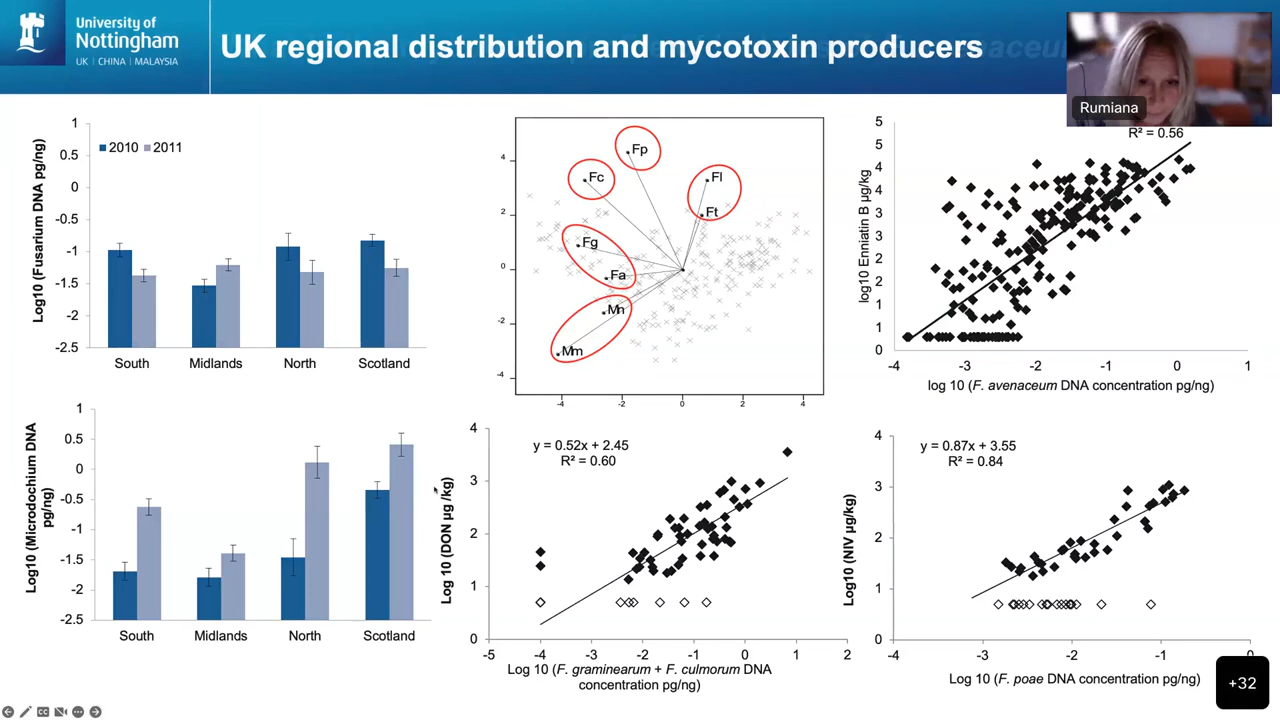 University of
Nottingham
UK | CHINA | MALAYSIA
UK regional distribution and mycotoxin producers
Rumiana
Log10 (Fusarium DNA pg/ng)
1
0.5
0
-0.5
-1
-1.5
-2
-2.5
2010
2011
South
Midlands
North
Scotland
4
2
0
-2
-4
Fp
Fc
Fl
Ft
Fg
Fa
Mn
Mm
-4
-2
0
2
4
R² = 0.56
log10 Enniatin B µg/kg
5
5
4
4
3
3
2
2
1
1
0
-4
-3
-2
-1
0
1
log 10 (F. avenaceum DNA concentration pg/ng)
Log10 (Microdochium DNA
pg/ng)
1
0.5
0
-0.5
-1
-1.5
-2
-2.5
South
Midlands
North
Scotland
Log 10 (DON µg /kg)
y = 0.52x + 2.45
R² = 0.60
4
3
2
1
0
-5
-4
-3
-2
-1
0
1
2
Log 10 (F. graminearum + F. culmorum DNA
concentration pg/ng)
Log10 (NIV µg/kg)
y = 0.87x + 3.55
R² = 0.84
4
3
2
1
0
-4
-3
-2
-1
0
Log 10 (F. poae DNA concentration pg/ng)
+32